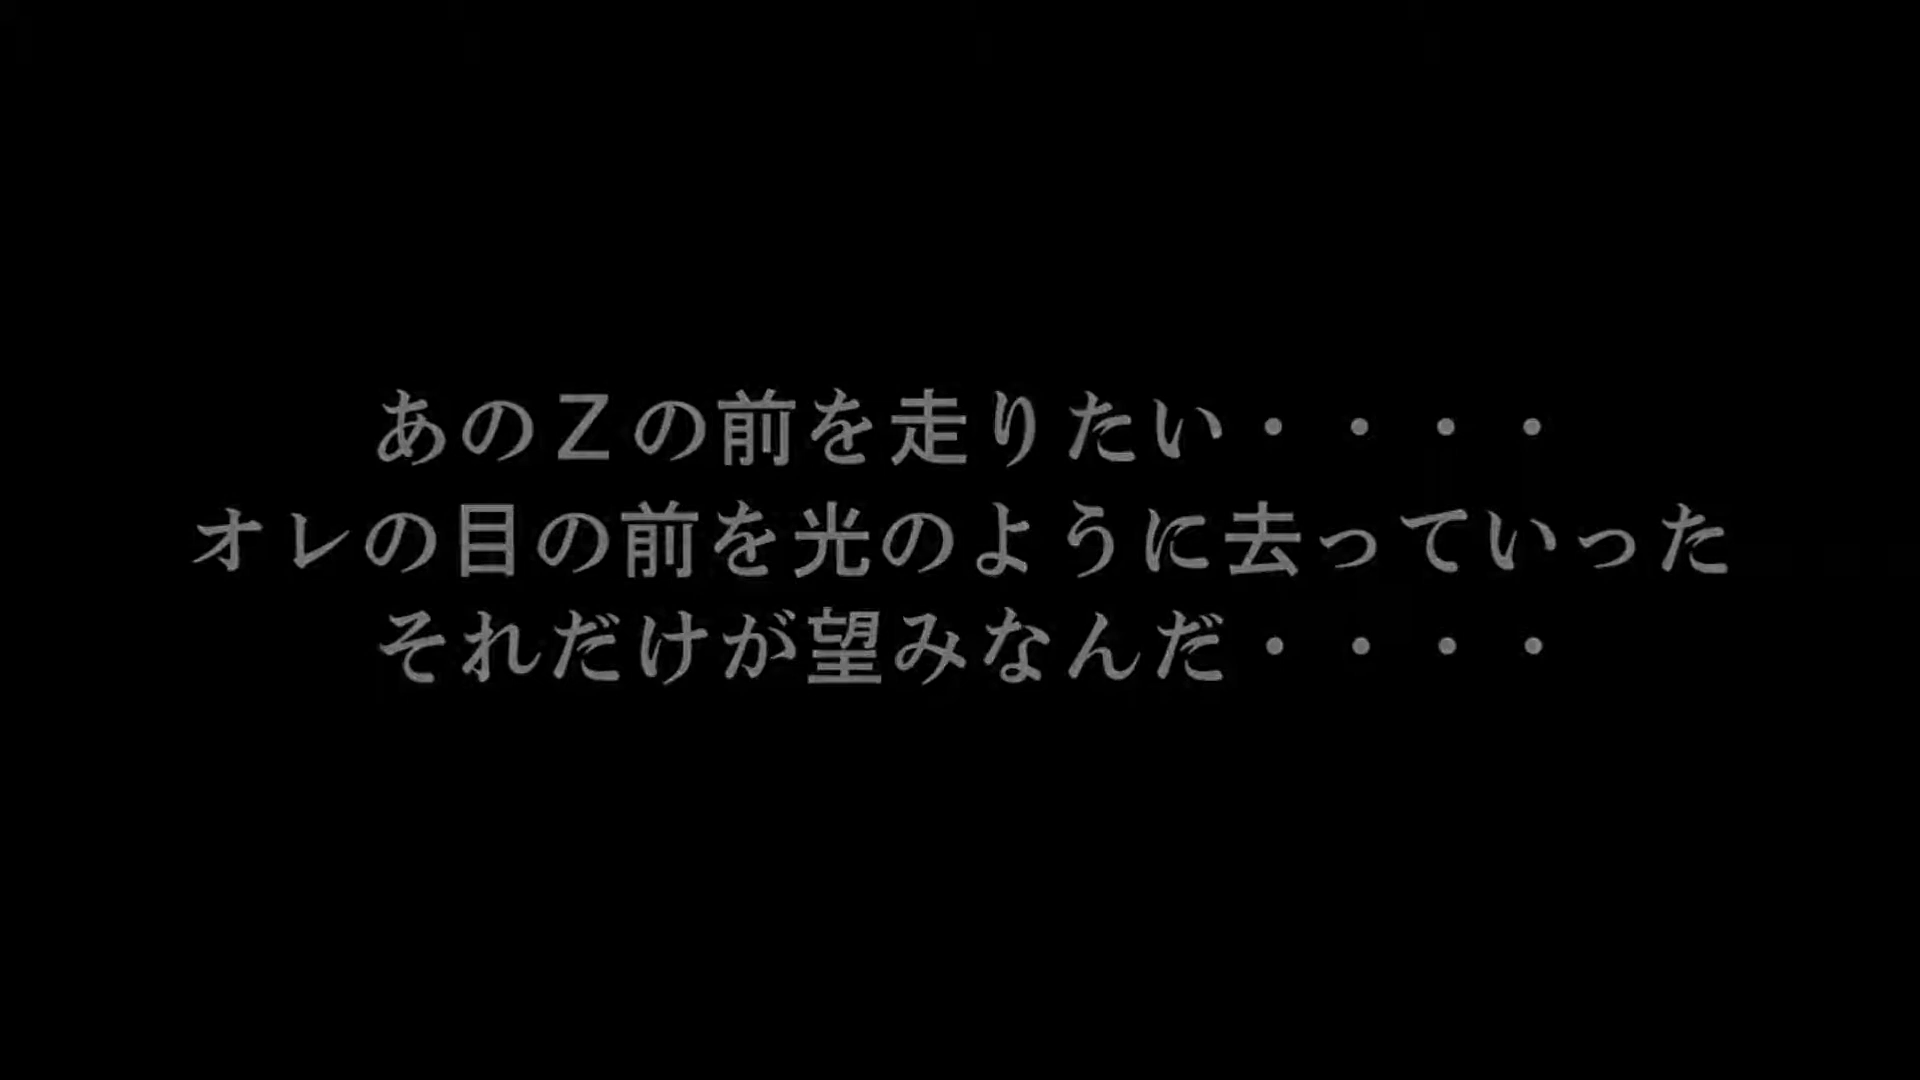 あのＺの前を走りたい・・・・
オレの目の前を光のように去っていった
それだけが望みなんだ・・・・